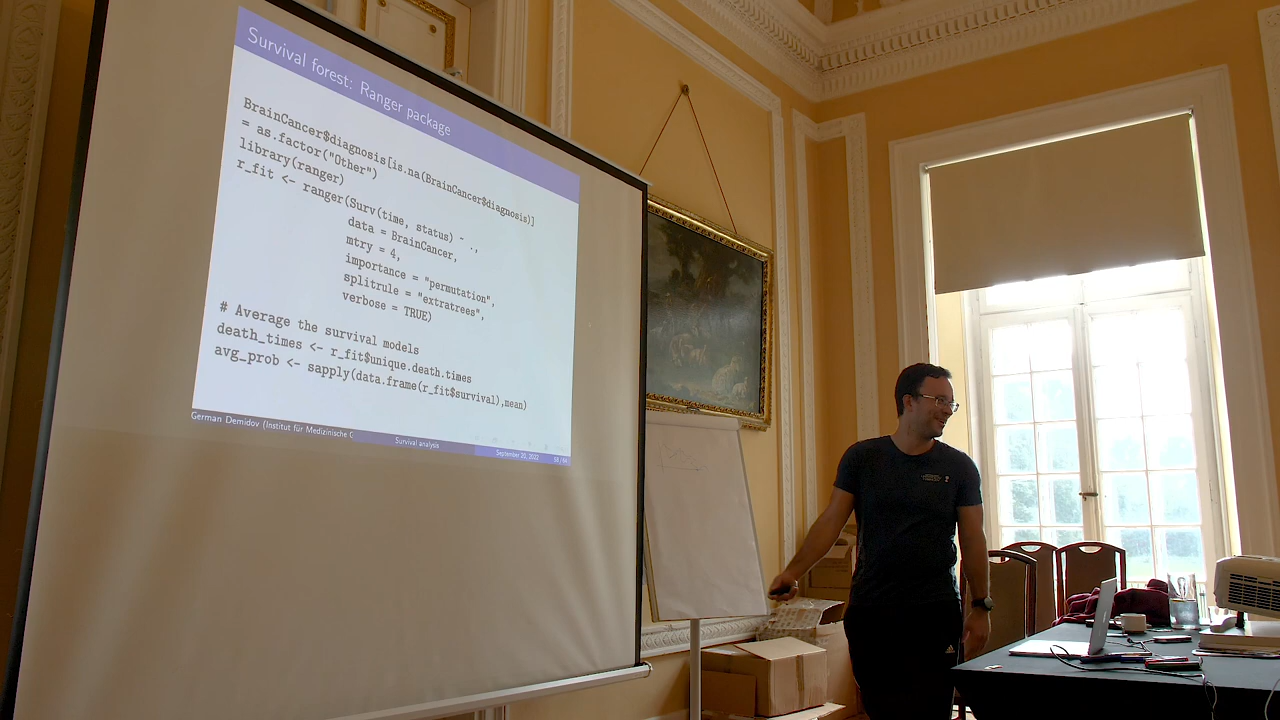 Survival forest: Ranger package
BrainCancer$diagnosis[is.na(BrainCancer$diagnosis)]
= as.factor("Other")
library(ranger)
r_fit <- ranger(Surv(time, status) ~ .,
data = BrainCancer,
mtry = 4,
importance = "permutation",
splitrule = "extratrees",
verbose = TRUE)
# Average the survival models
death_times <- r_fit$unique.death.times
avg_prob <- sapply(data.frame(r_fit$survival),mean)
German Demidov (Institut für Medizinische G
Survival analysis
September 20, 2022